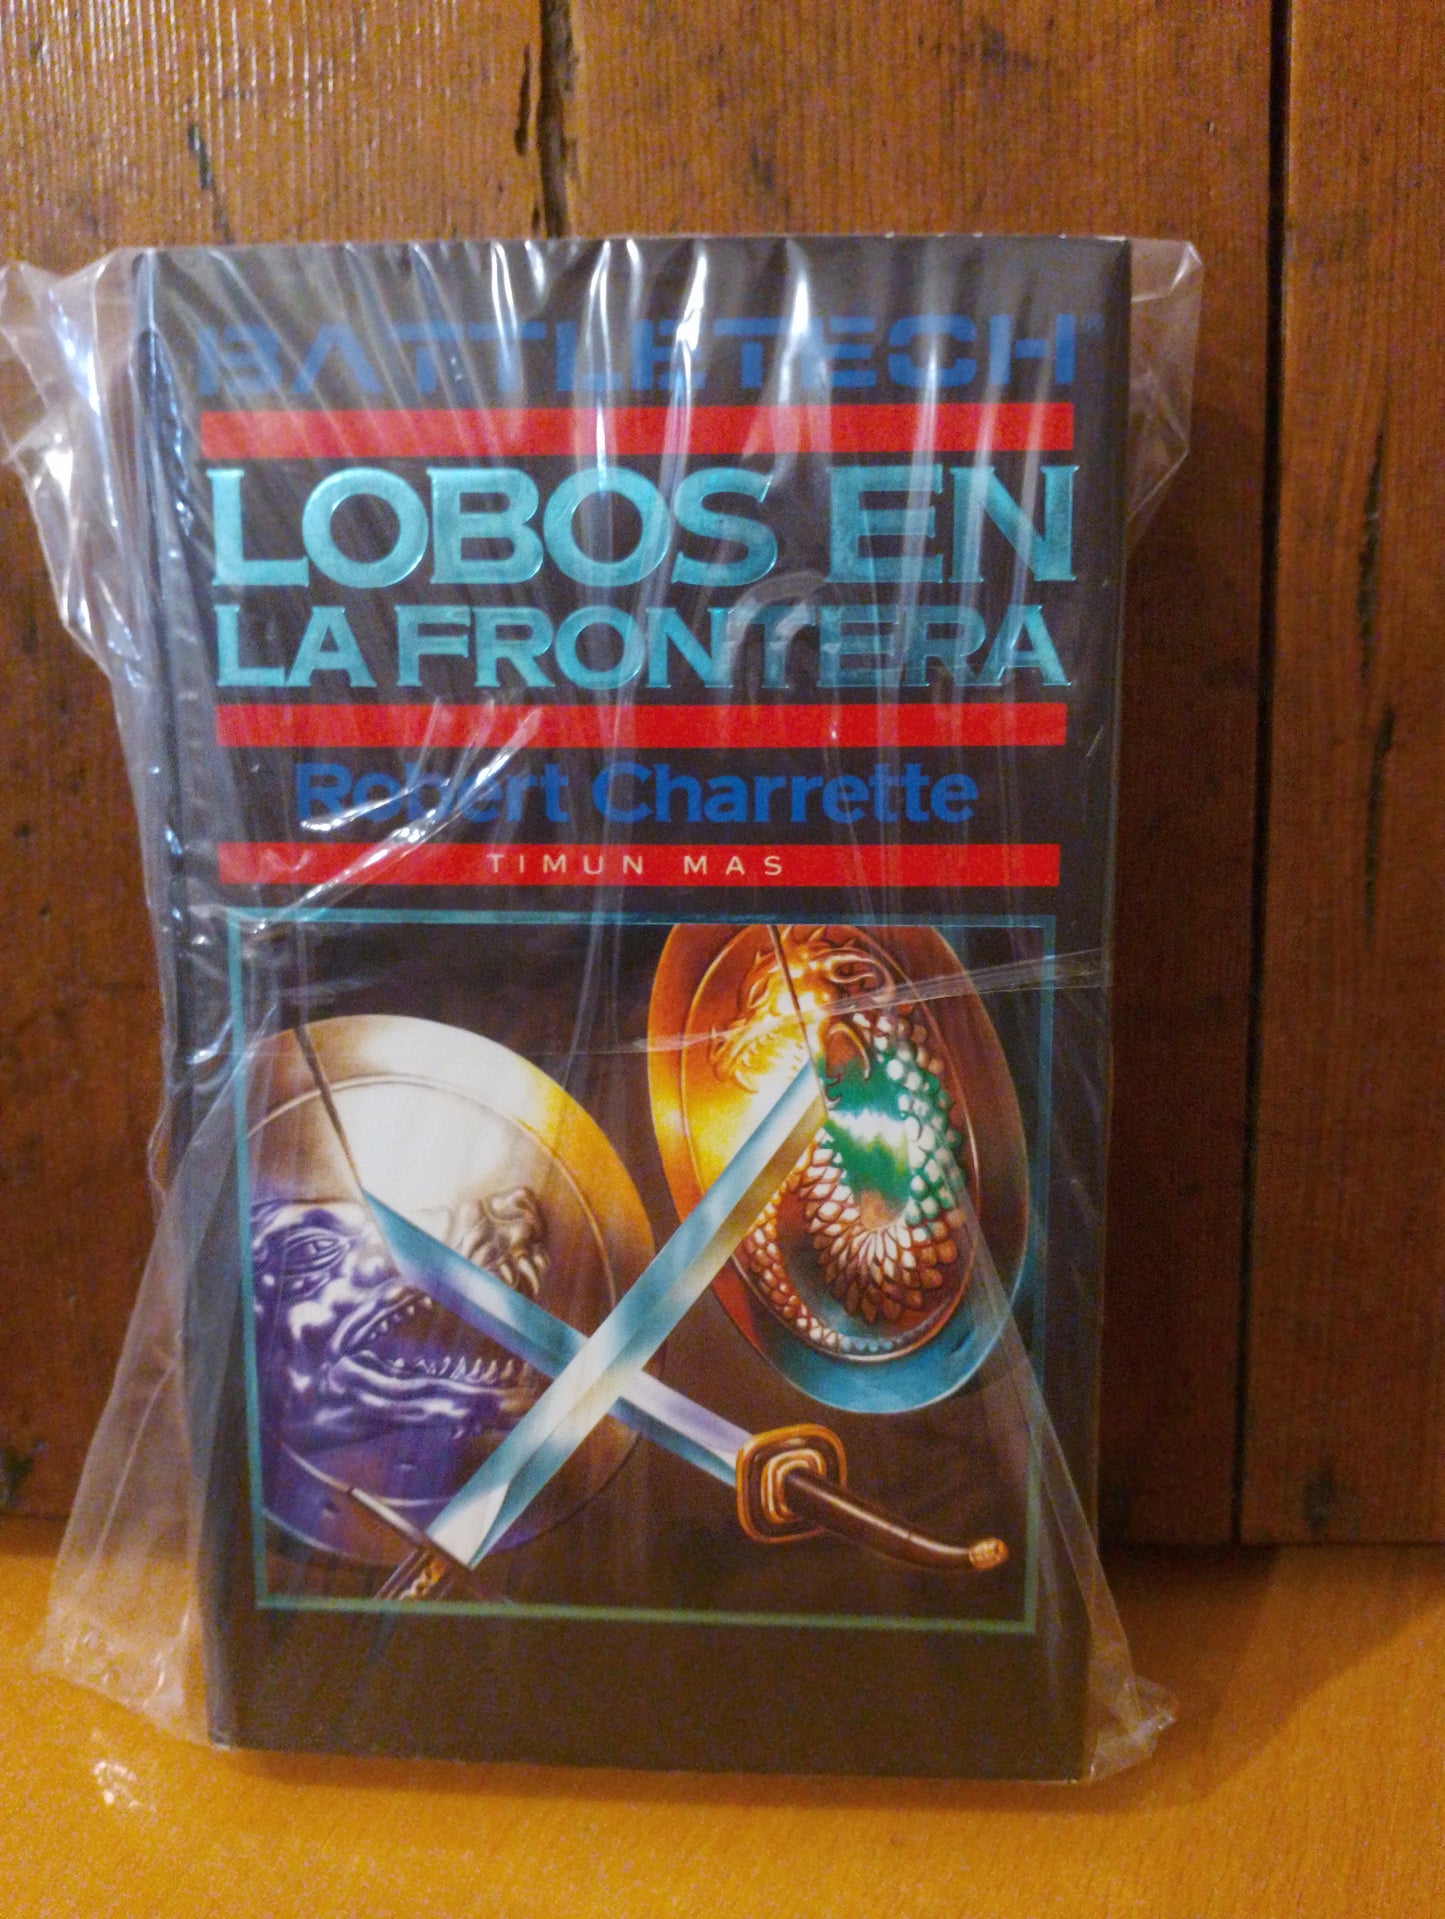 BATTLETECH
LOBOS EN
LA FRONTERA
Robert Charrette
TIMUN MAS